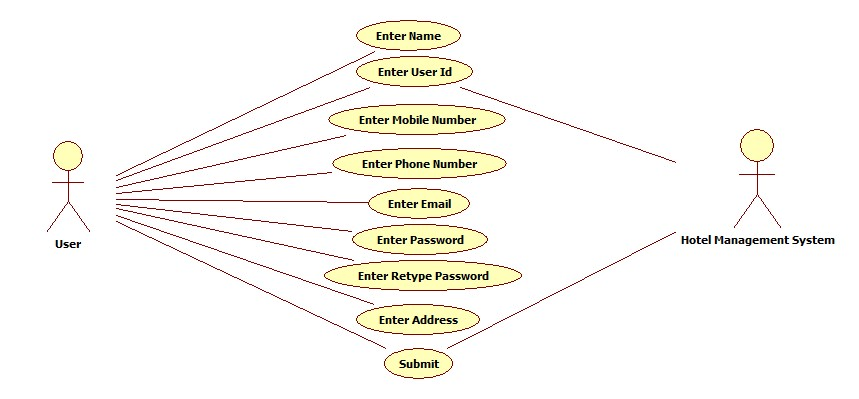 Enter Name
Enter User Id
Enter Mobile Number
Enter Phone Number
Enter Email
Enter Password
Enter Retype Password
Enter Address
Submit
User
Hotel Management System